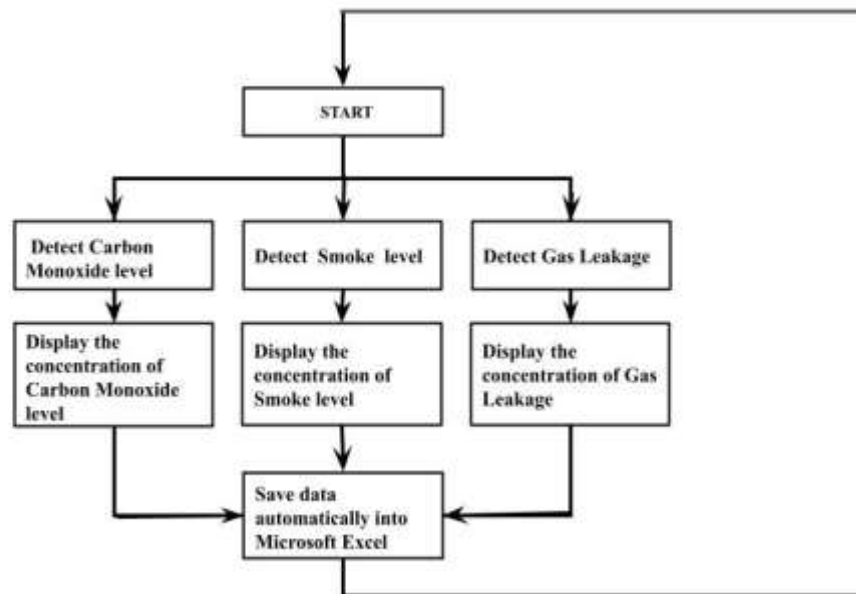 START
Detect Carbon
Monoxide level
Detect Smoke level
Detect Gas Leakage
Display the
concentration of
Carbon Monoxide
level
Display the
concentration of
Smoke level
Display the
concentration of Gas
Leakage
Save data
automatically into
Microsoft Excel